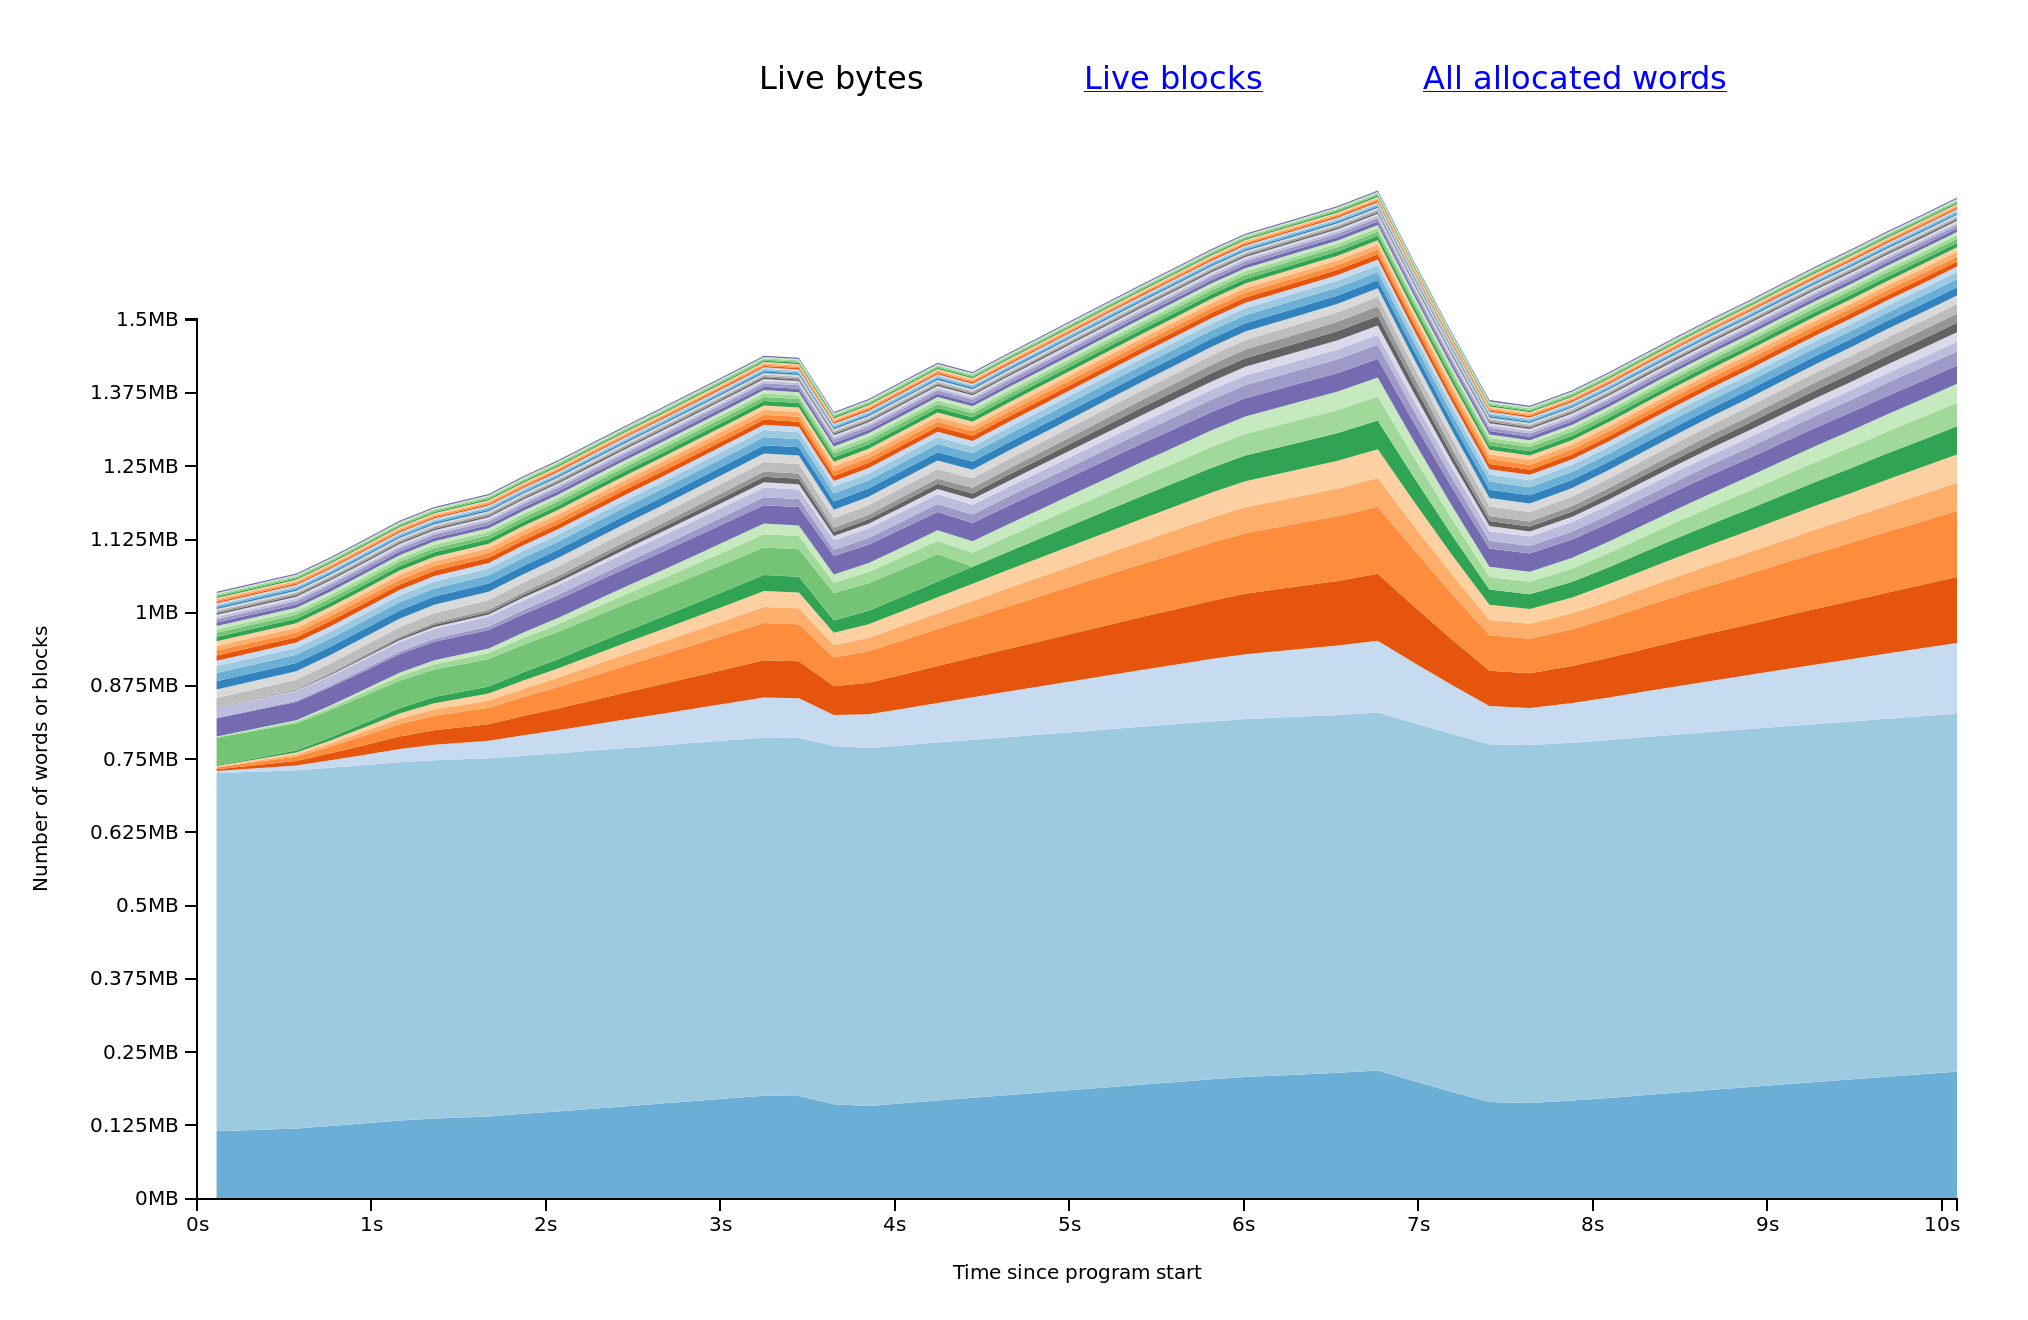 Live bytes Live blocks All allocated words
Number of words or blocks
1.5MB
1.375MB
1.25MB
1.125MB
1MB
0.875MB
0.75MB
0.625MB
0.5MB
0.375MB
0.25MB
0.125MB
0MB
0s 1s 2s 3s 4s 5s 6s 7s 8s 9s 10s
Time since program start